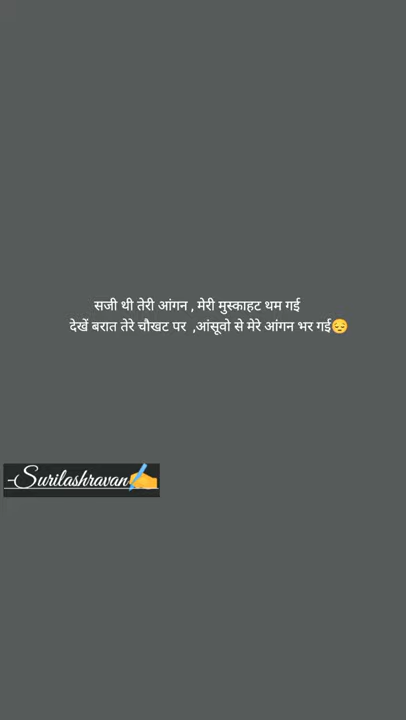 सजी थी तेरी आंगन , मेरी मुस्काहट थम गई
देखें बरात तेरे चौखट पर ,आंसूवो से मेरे आंगन भर गई😔
-Surilashravan✍️